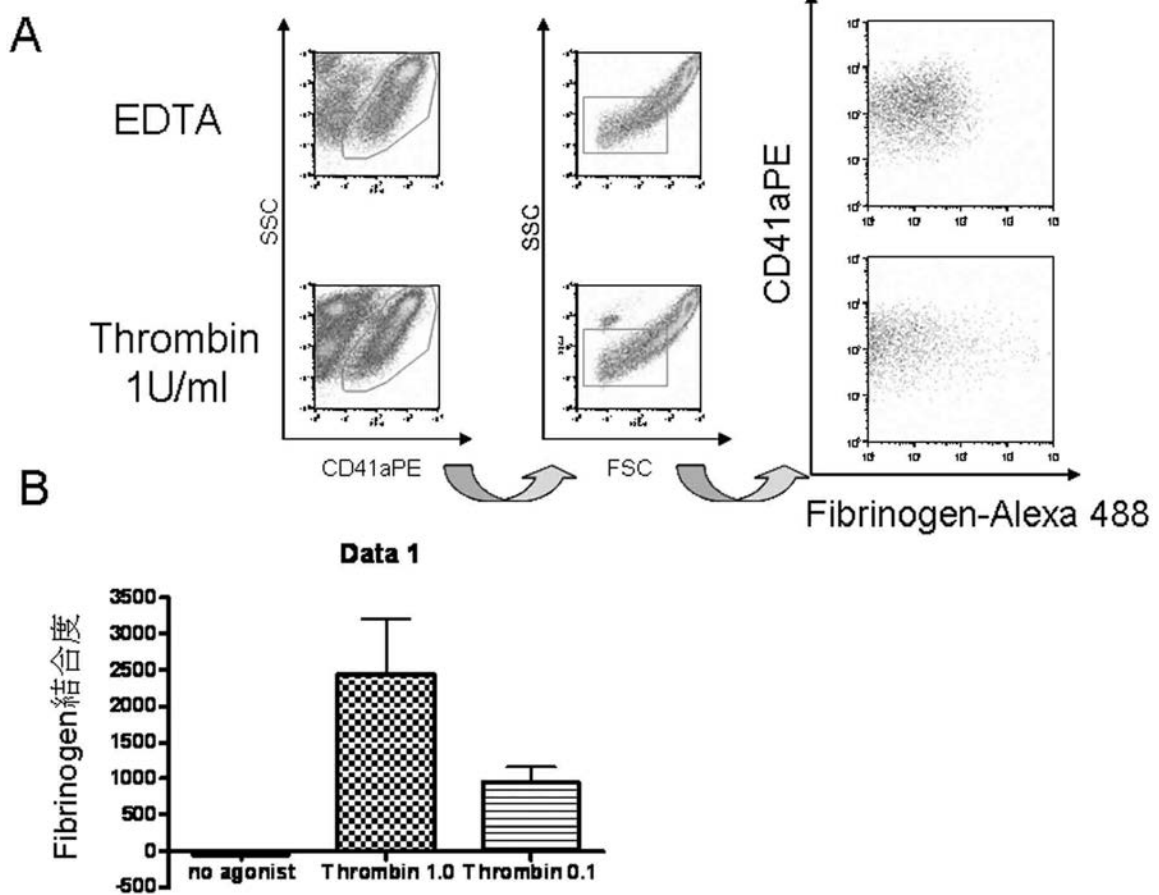 A
EDTA
SSC
SSC
CD41aPE
Thrombin
1U/ml
CD41aPE
FSC
Fibrinogen-Alexa 488
B
Data 1
Fibrinogen結合度
3500
3000
2500
2000
1500
1000
500
0
-500
no agonist Thrombin 1.0 Thrombin 0.1